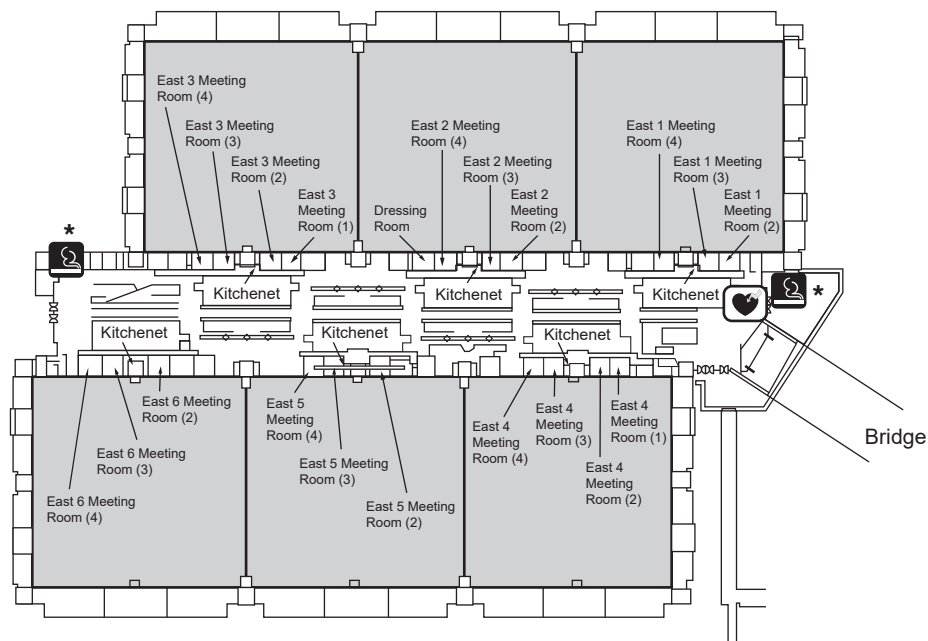 East 3 Meeting
Room (4)
East 3 Meeting
Room (3)
East 3 Meeting
Room (2)
East 3
Meeting
Room (1)
East 2 Meeting
Room (4)
East 2 Meeting
Room (3)
Dressing
Room
East 2
Meeting
Room (2)
East 1 Meeting
Room (4)
East 1 Meeting
Room (3)
East 1
Meeting
Room (2)
*
*
Kitchenet
Kitchenet
Kitchenet
Kitchenet
Kitchenet
Kitchenet
East 6 Meeting
Room (2)
East 6 Meeting
Room (3)
East 6 Meeting
Room (4)
East 5
Meeting
Room (4)
East 5 Meeting
Room (3)
East 5 Meeting
Room (2)
East 4
Meeting
Room (4)
East 4
Meeting
Room (3)
East 4
Meeting
Room (1)
East 4
Meeting
Room (2)
Bridge